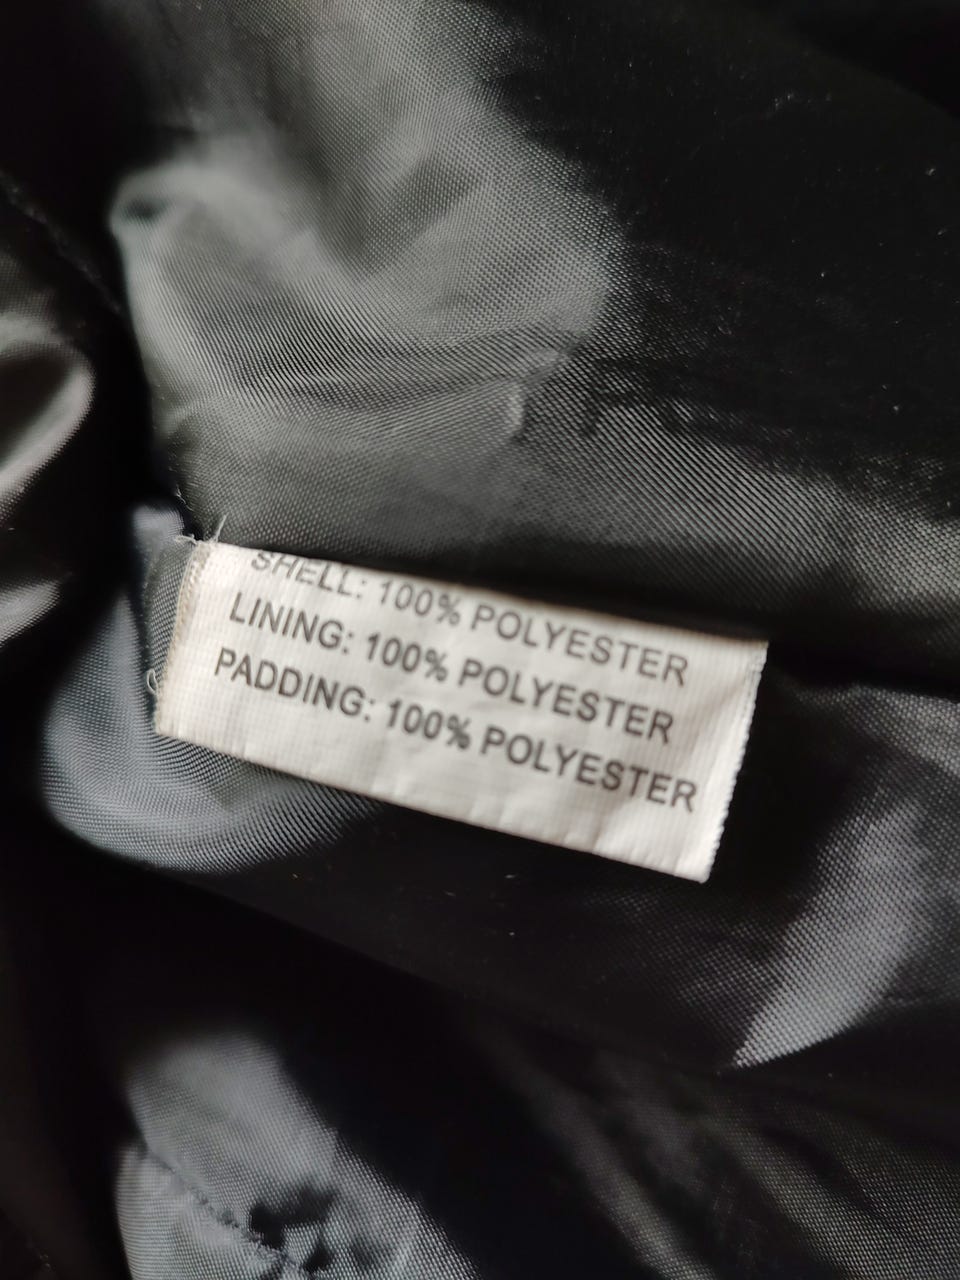 SHELL: 100% POLYESTER
LINING: 100% POLYESTER
PADDING: 100% POLYESTER